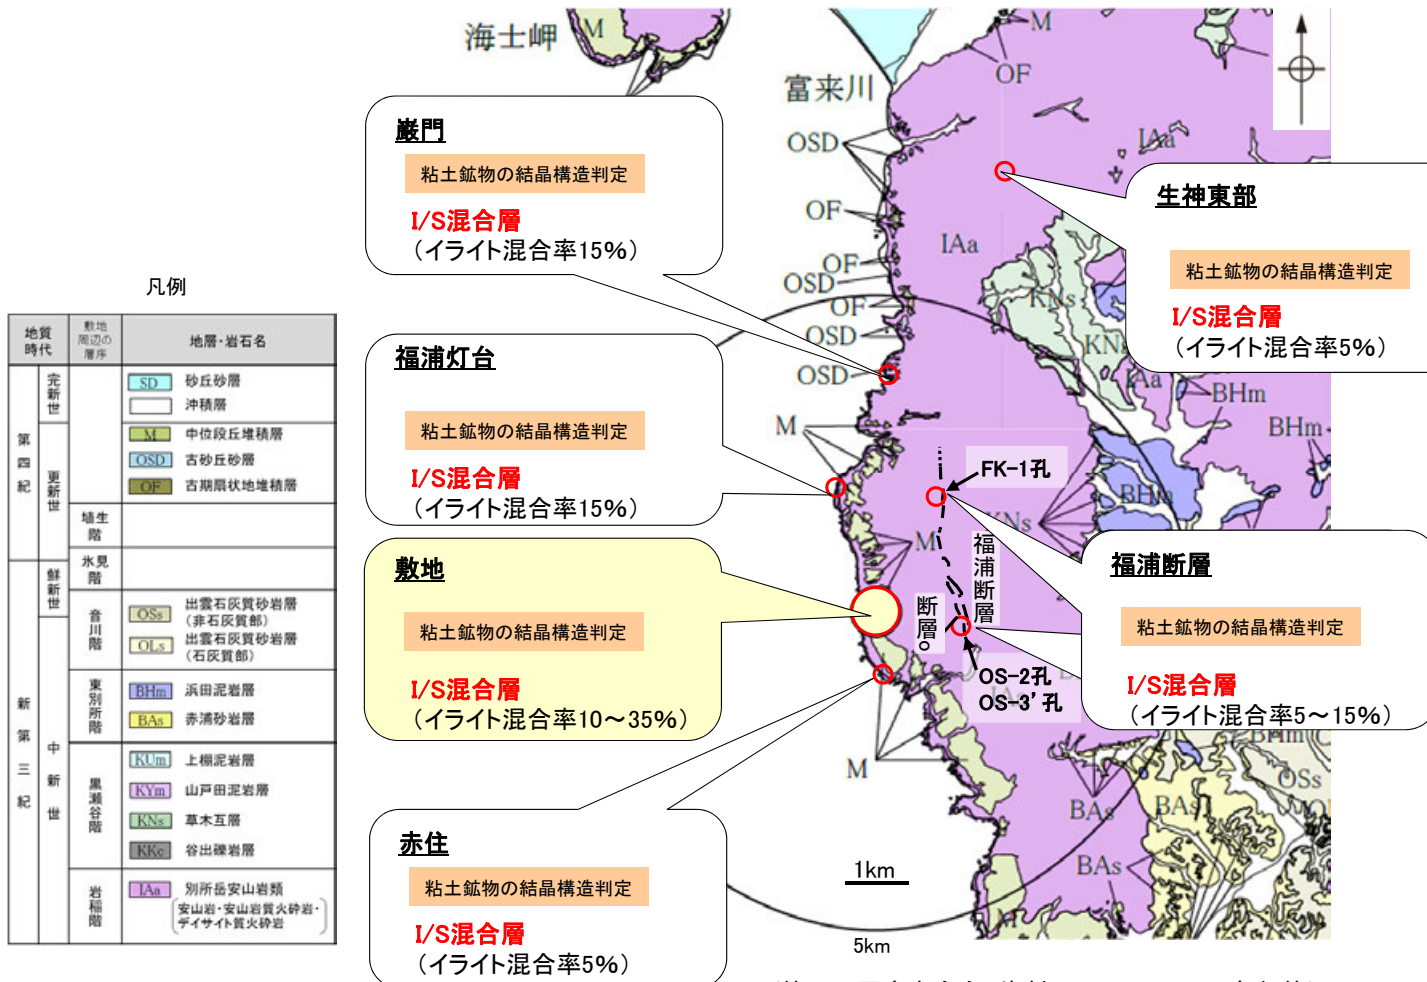 海士岬
M
富来川
M
OF
IAa
巌門
粘土鉱物の結晶構造判定
I/S混合層
(イライト混合率15%)
OSD
OF
OF
OSD
OF
OSD
OSD
IAa
KNs
KNs
IAa
BHm
BHm
BHm
生神東部
粘土鉱物の結晶構造判定
I/S混合層
(イライト混合率5%)
福浦灯台
粘土鉱物の結晶構造判定
I/S混合層
(イライト混合率15%)
M
FK-1孔
KNs
M
福浦断層
断層o
OS-2孔
OS-3'孔
福浦断層
粘土鉱物の結晶構造判定
I/S混合層
(イライト混合率5～15%)
敷地
粘土鉱物の結晶構造判定
I/S混合層
(イライト混合率10～35%)
M
BHm
OSs
BAs
BAs
BAs
M
赤住
粘土鉱物の結晶構造判定
I/S混合層
(イライト混合率5%)
1km
5km
凡例
地質時代
敷地周辺の層序
地層・岩石名
第四紀
完新世
SD 砂丘砂層
沖積層
更新世
M 中位段丘堆積層
OSD 古砂丘砂層
OF 古期扇状地堆積層
埴生階
新第三紀
鮮新世
氷見階
音川階
OSs 出雲石灰質砂岩層
(非石灰質部)
OLs 出雲石灰質砂岩層
(石灰質部)
中新世
東別所階
BHm 浜田泥岩層
BAs 赤浦砂岩層
黒瀬谷階
KUm 上棚泥岩層
KYm 山戸田泥岩層
KNs 草木互層
KKc 谷出礫岩層
岩稲階
IAa 別所岳安山岩類
(安山岩・安山岩質火砕岩・
デイサイト質火砕岩)